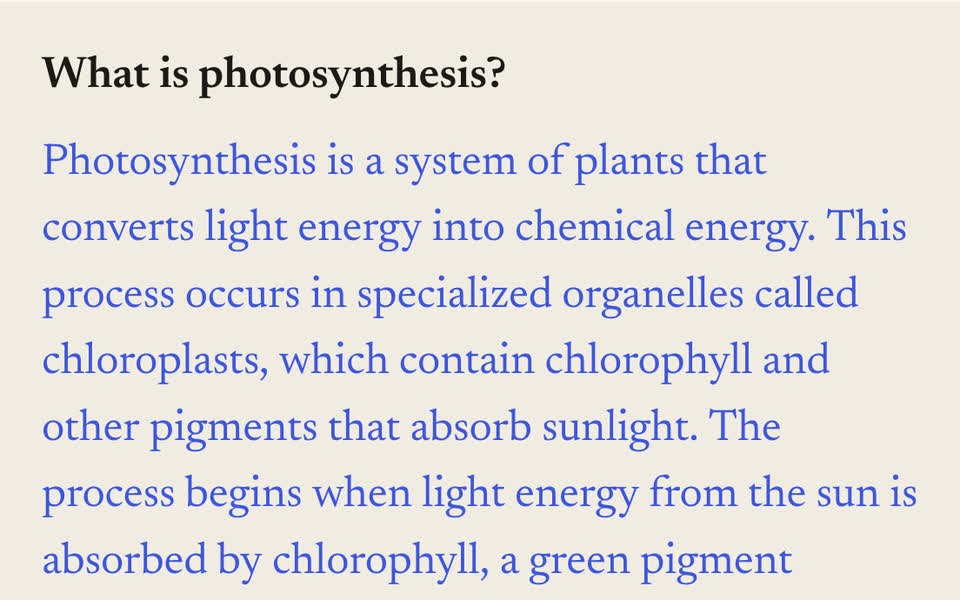 What is photosynthesis?
Photosynthesis is a system of plants that
converts light energy into chemical energy. This
process occurs in specialized organelles called
chloroplasts, which contain chlorophyll and
other pigments that absorb sunlight. The
process begins when light energy from the sun is
absorbed by chlorophyll, a green pigment